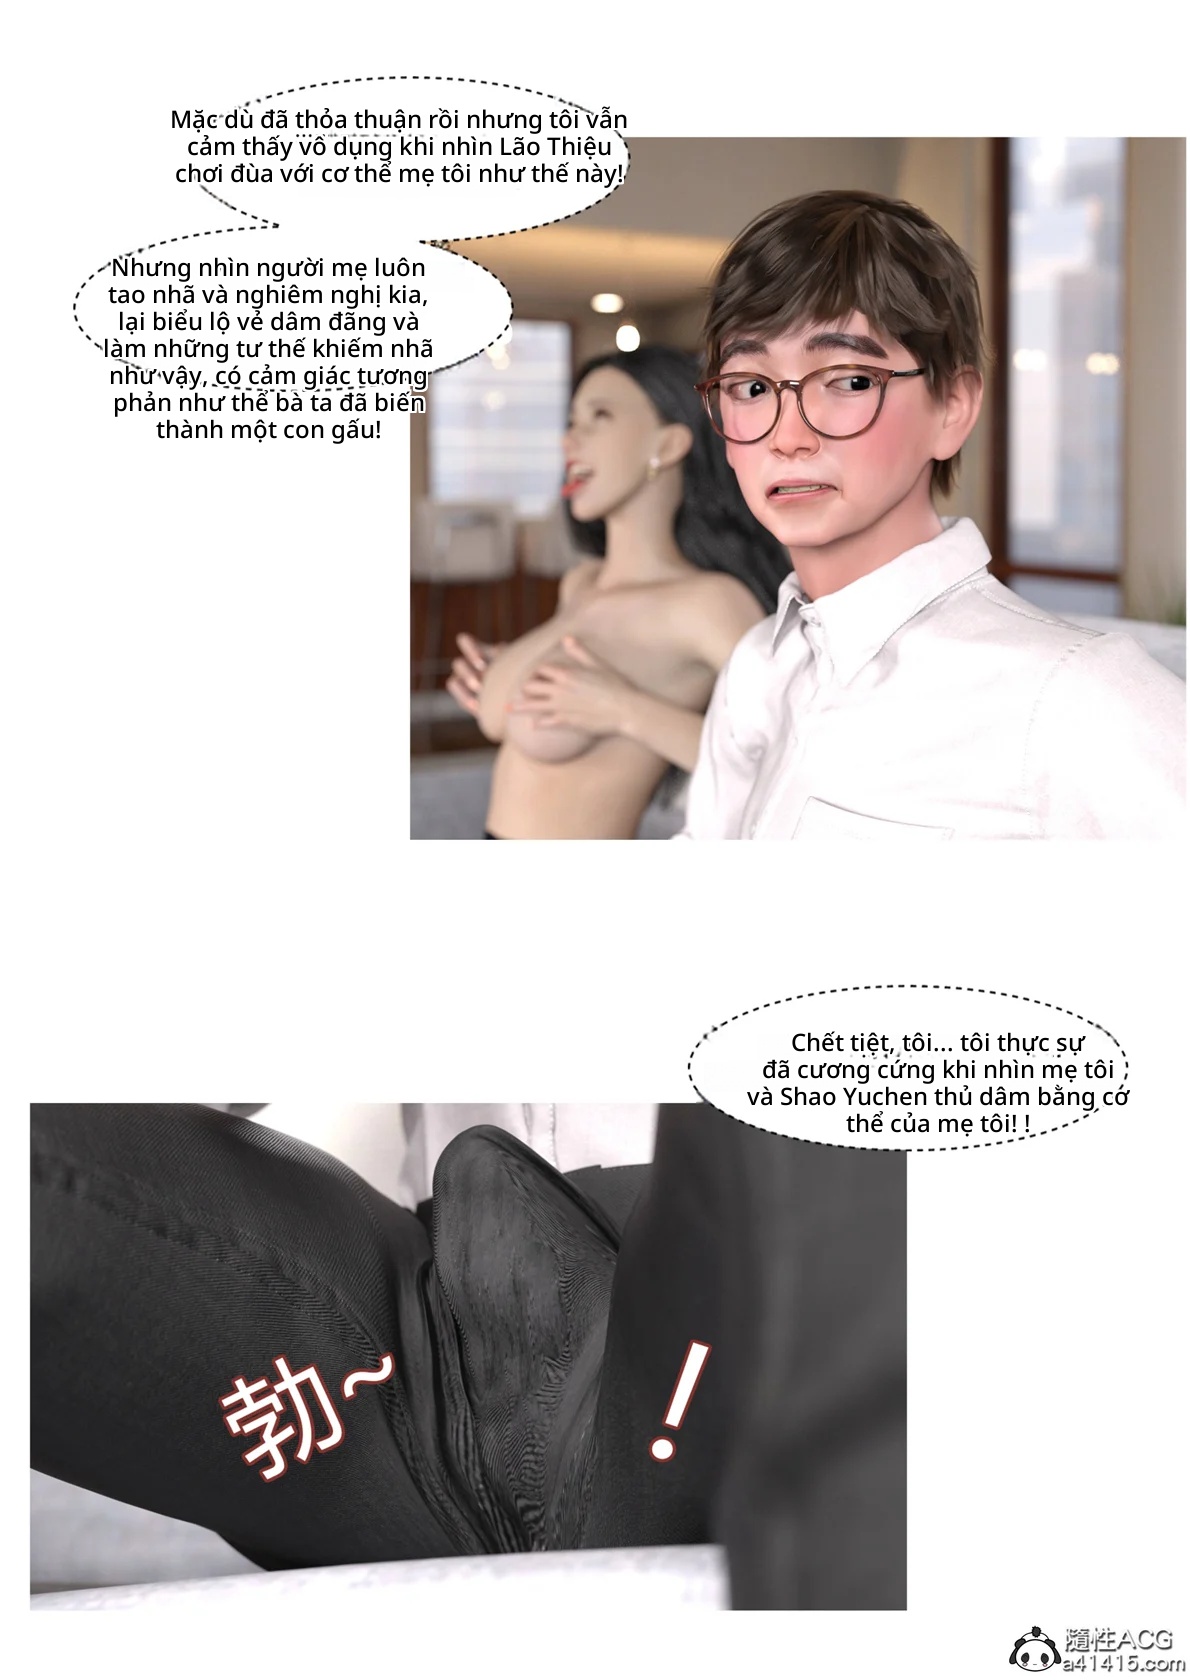 Mặc dù đã thỏa thuận rồi nhưng tôi vẫn
cảm thấy vô dụng khi nhìn Lão Thiệu
chơi đùa với cơ thể mẹ tôi như thế này!
Nhưng nhìn người mẹ luôn
tao nhã và nghiêm nghị kia,
lại biểu lộ vẻ dâm đãng và
làm những tư thế khiếm nhã
như vậy, có cảm giác tương
phản như thể bà ta đã biến
thành một con gấu!
Chết tiệt, tôi... tôi thực sự
đã cương cứng khi nhìn mẹ tôi
và Shao Yuchen thủ dâm bằng cơ
thể của mẹ tôi! !
勃~
!
隨性ACG
a41415.com